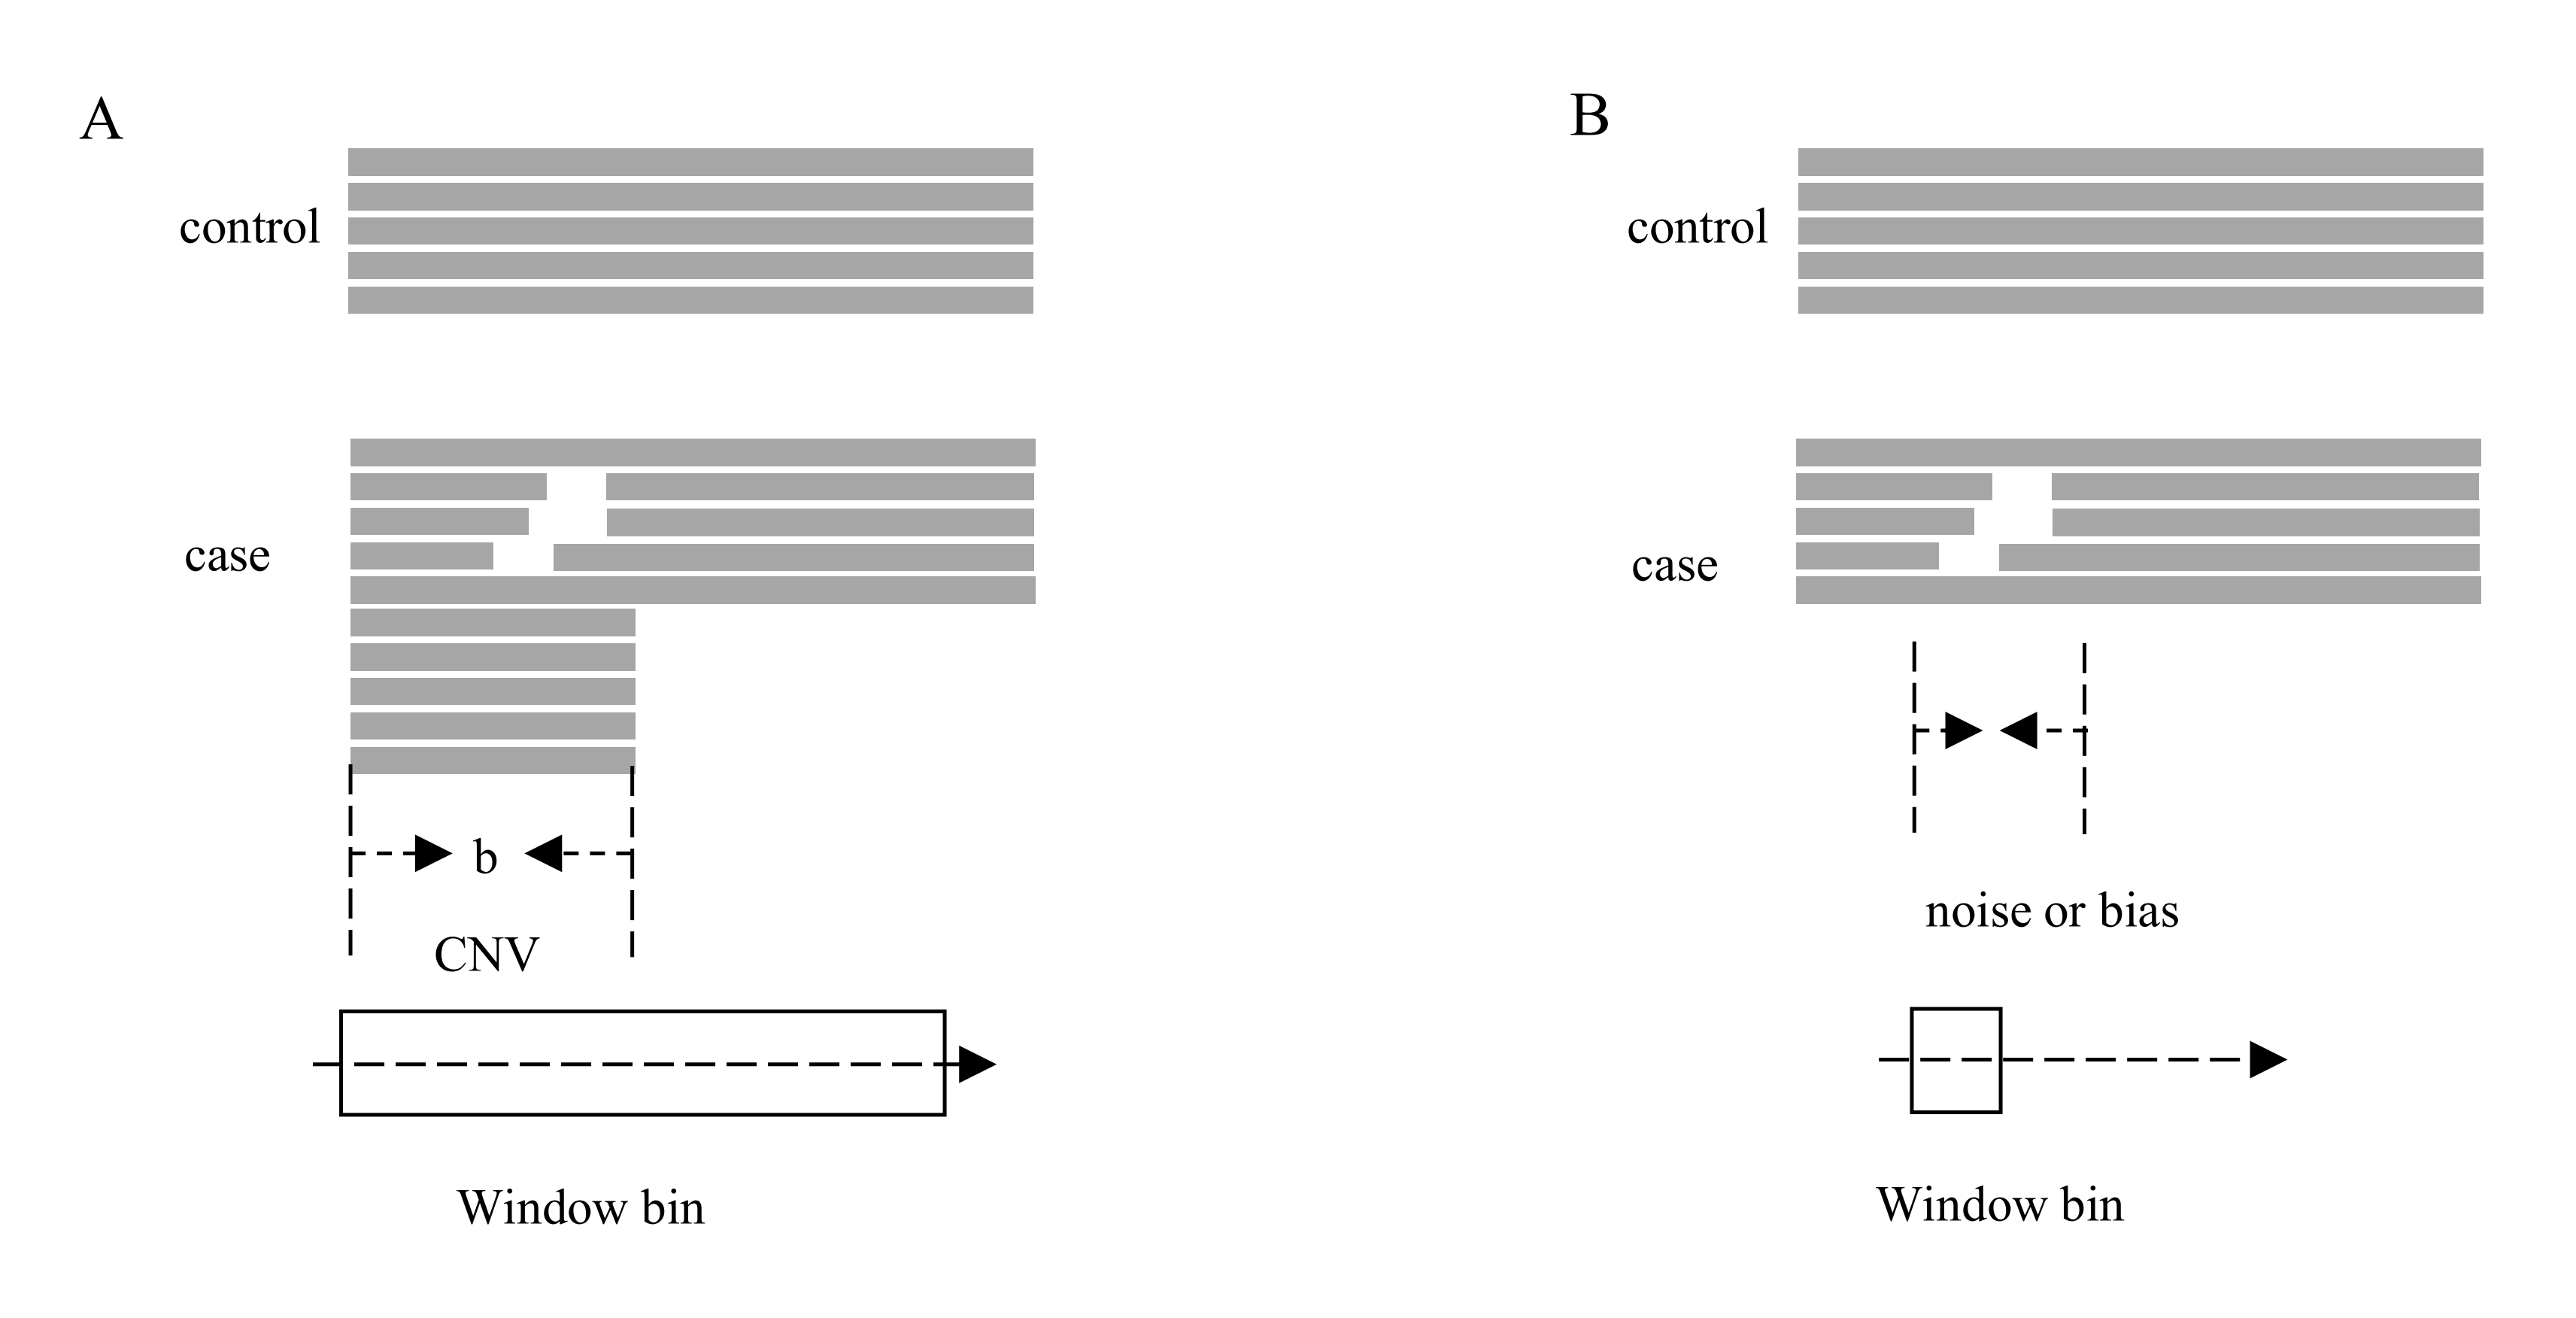 A
control
case
b
CNV
Window bin
B
control
case
noise or bias
Window bin